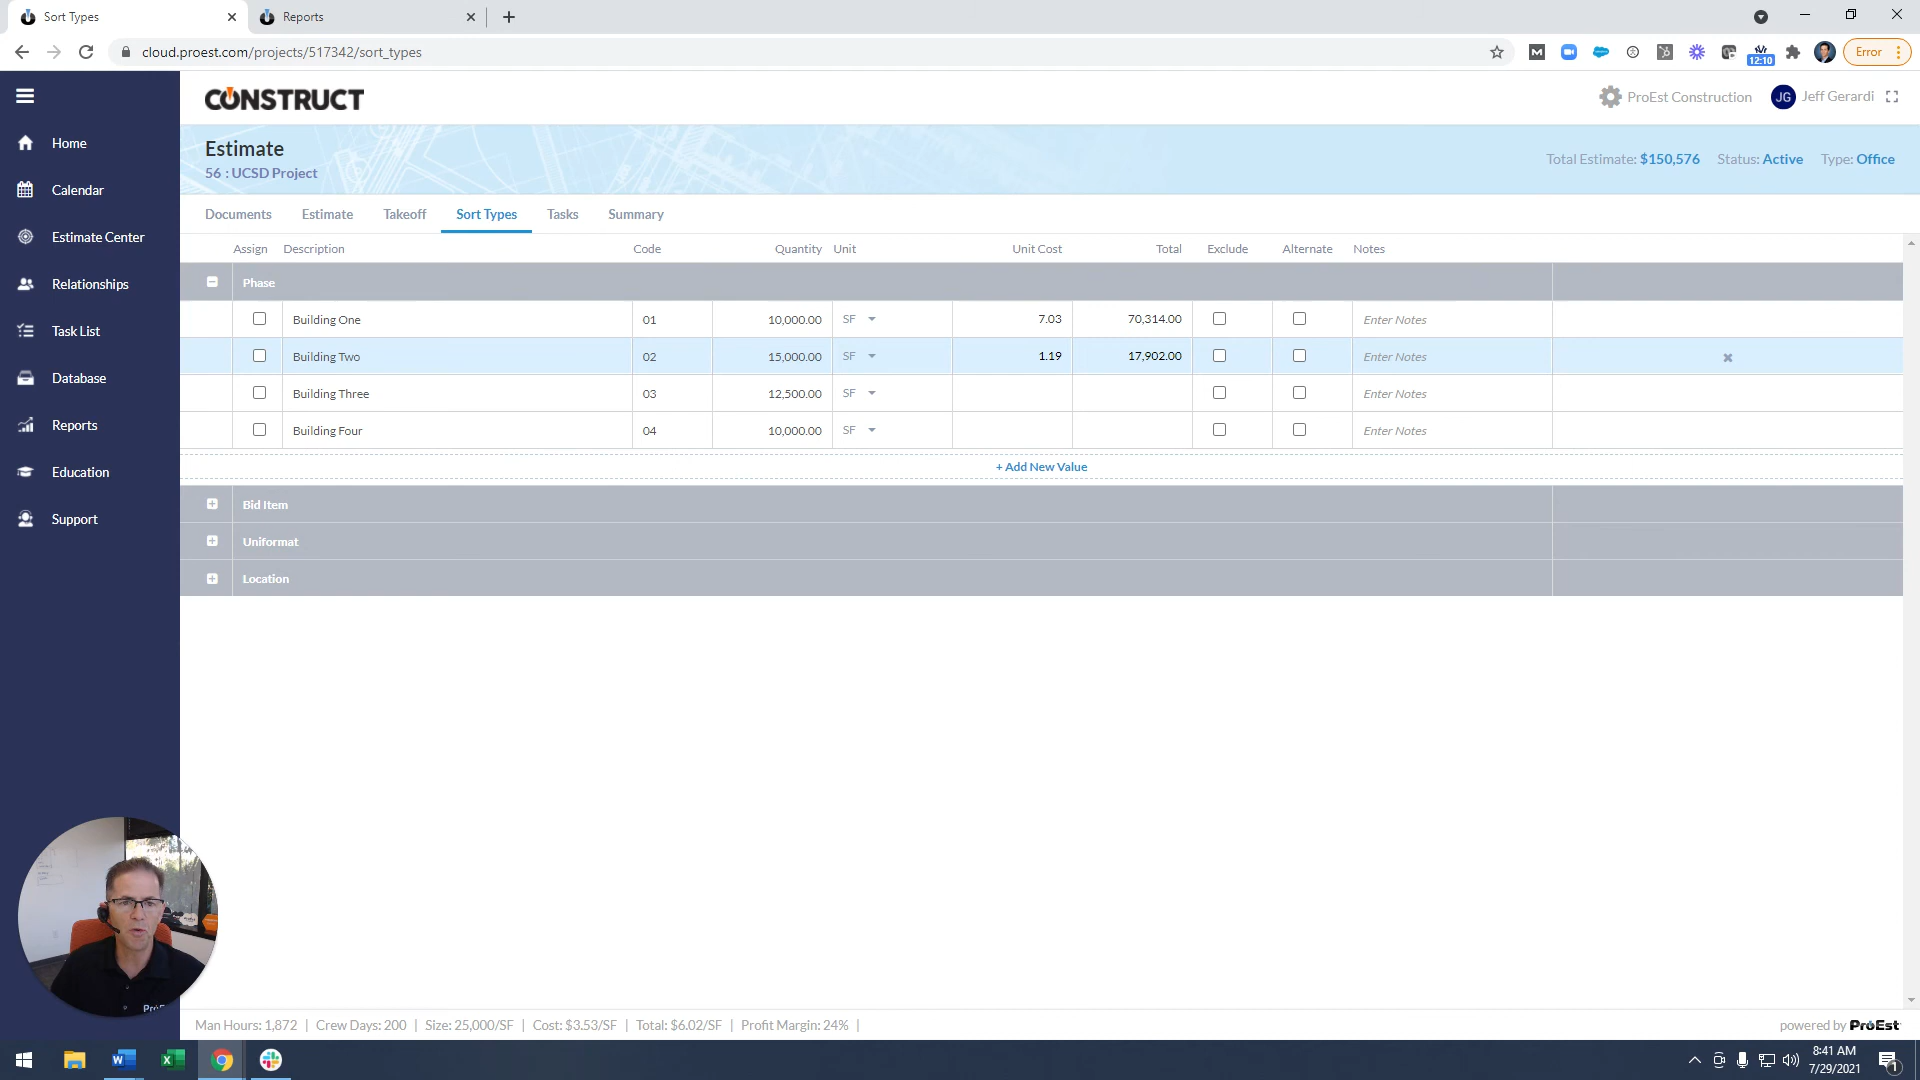 Sort Types
Reports
cloud.proest.com/projects/517342/sort_types
12:10
Error
CONSTRUCT
ProEst Construction
JG
Jeff Gerardi
Home
Calendar
Estimate Center
Relationships
Task List
Database
Reports
Education
Support
Estimate
56 : UCSD Project
Total Estimate: $150,576 Status: Active Type: Office
Documents Estimate Takeoff Sort Types Tasks Summary
Assign Description Code Quantity Unit Unit Cost Total Exclude Alternate Notes
Phase
Building One 01 10,000.00 SF 7.03 70,314.00 Enter Notes
Building Two 02 15,000.00 SF 1.19 17,902.00 Enter Notes
Building Three 03 12,500.00 SF Enter Notes
Building Four 04 10,000.00 SF Enter Notes
+ Add New Value
Bid Item
Uniformat
Location
Man Hours: 1,872 | Crew Days: 200 | Size: 25,000/SF | Cost: $3.53/SF | Total: $6.02/SF | Profit Margin: 24% |
powered by ProEst
8:41 AM
7/29/2021
1